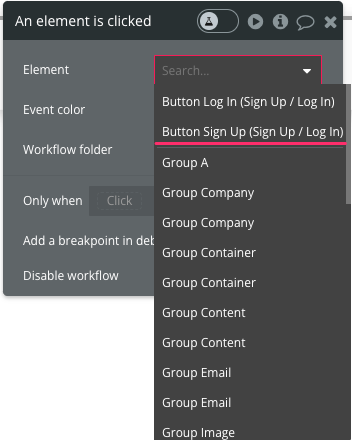 An element is clicked
Element
Search...
Event color
Button Log In (Sign Up / Log In)
Button Sign Up (Sign Up / Log In)
Workflow folder
Group A
Only when
Click
Group Company
Group Company
Add a breakpoint in deb
Group Container
Disable workflow
Group Container
Group Content
Group Content
Group Email
Group Email
Group Image